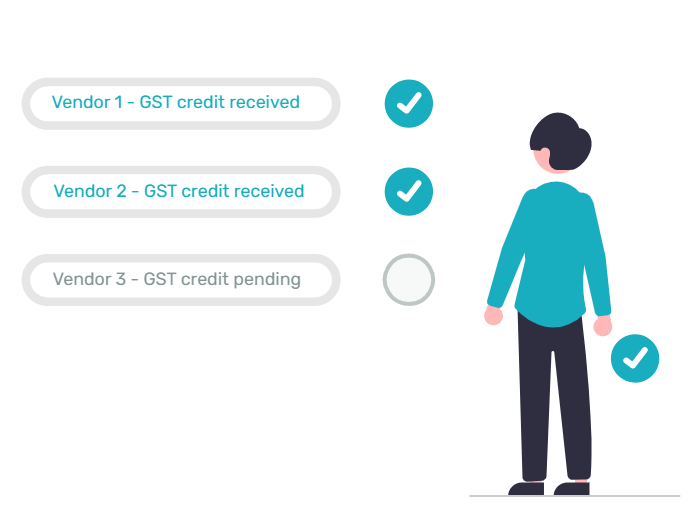 Vendor 1 - GST credit received
Vendor 2 - GST credit received
Vendor 3 - GST credit pending